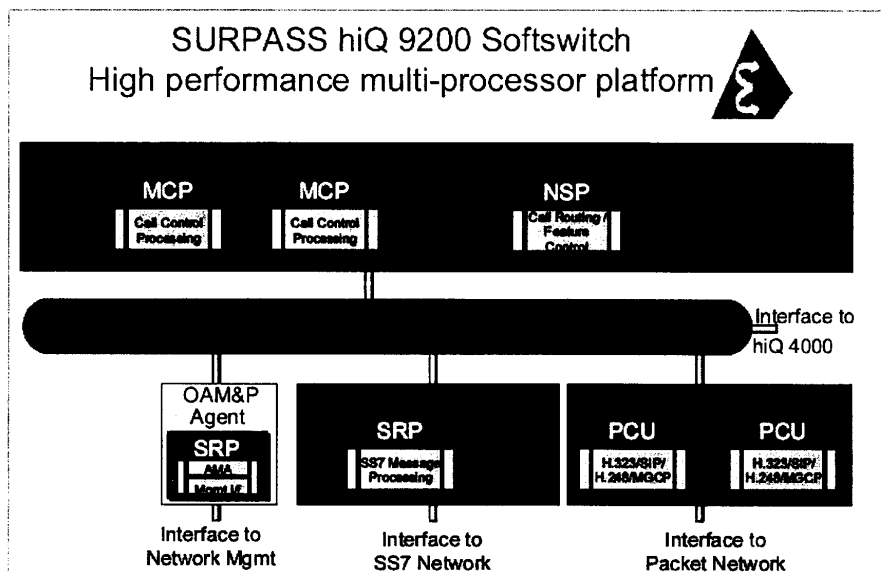 SURPASS hiQ 9200 Softswitch
High performance multi-processor platform
MCP
MCP
NSP
Call Control
Processing
Call Control
Processing
Call Routing /
Feature
Control
Interface to
hiQ 4000
OAM&P
Agent
SRP
AMA
Mgmt I/F
SRP
SS7 Message
Processing
PCU
H.323/SIP/
H.248/MGCP
PCU
H.323/SIP/
H.248/MGCP
Interface to
Network Mgmt
Interface to
SS7 Network
Interface to
Packet Network